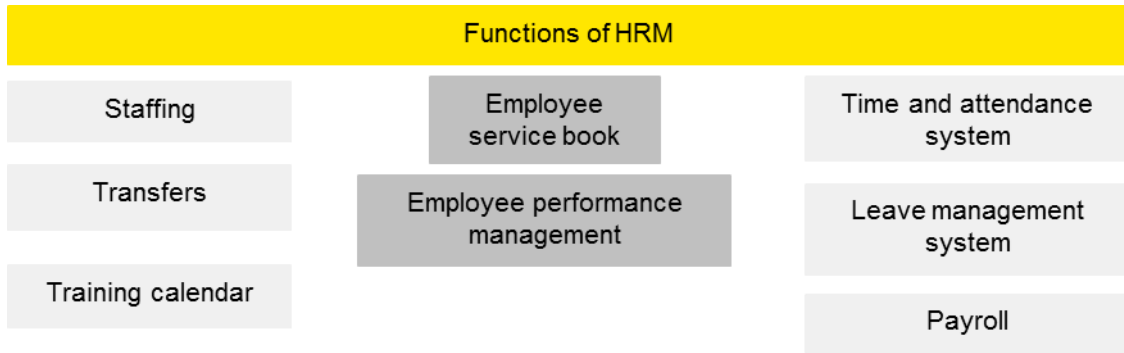 Functions of HRM
Staffing
Transfers
Training calendar
Employee
service book
Employee performance
management
Time and attendance
system
Leave management
system
Payroll